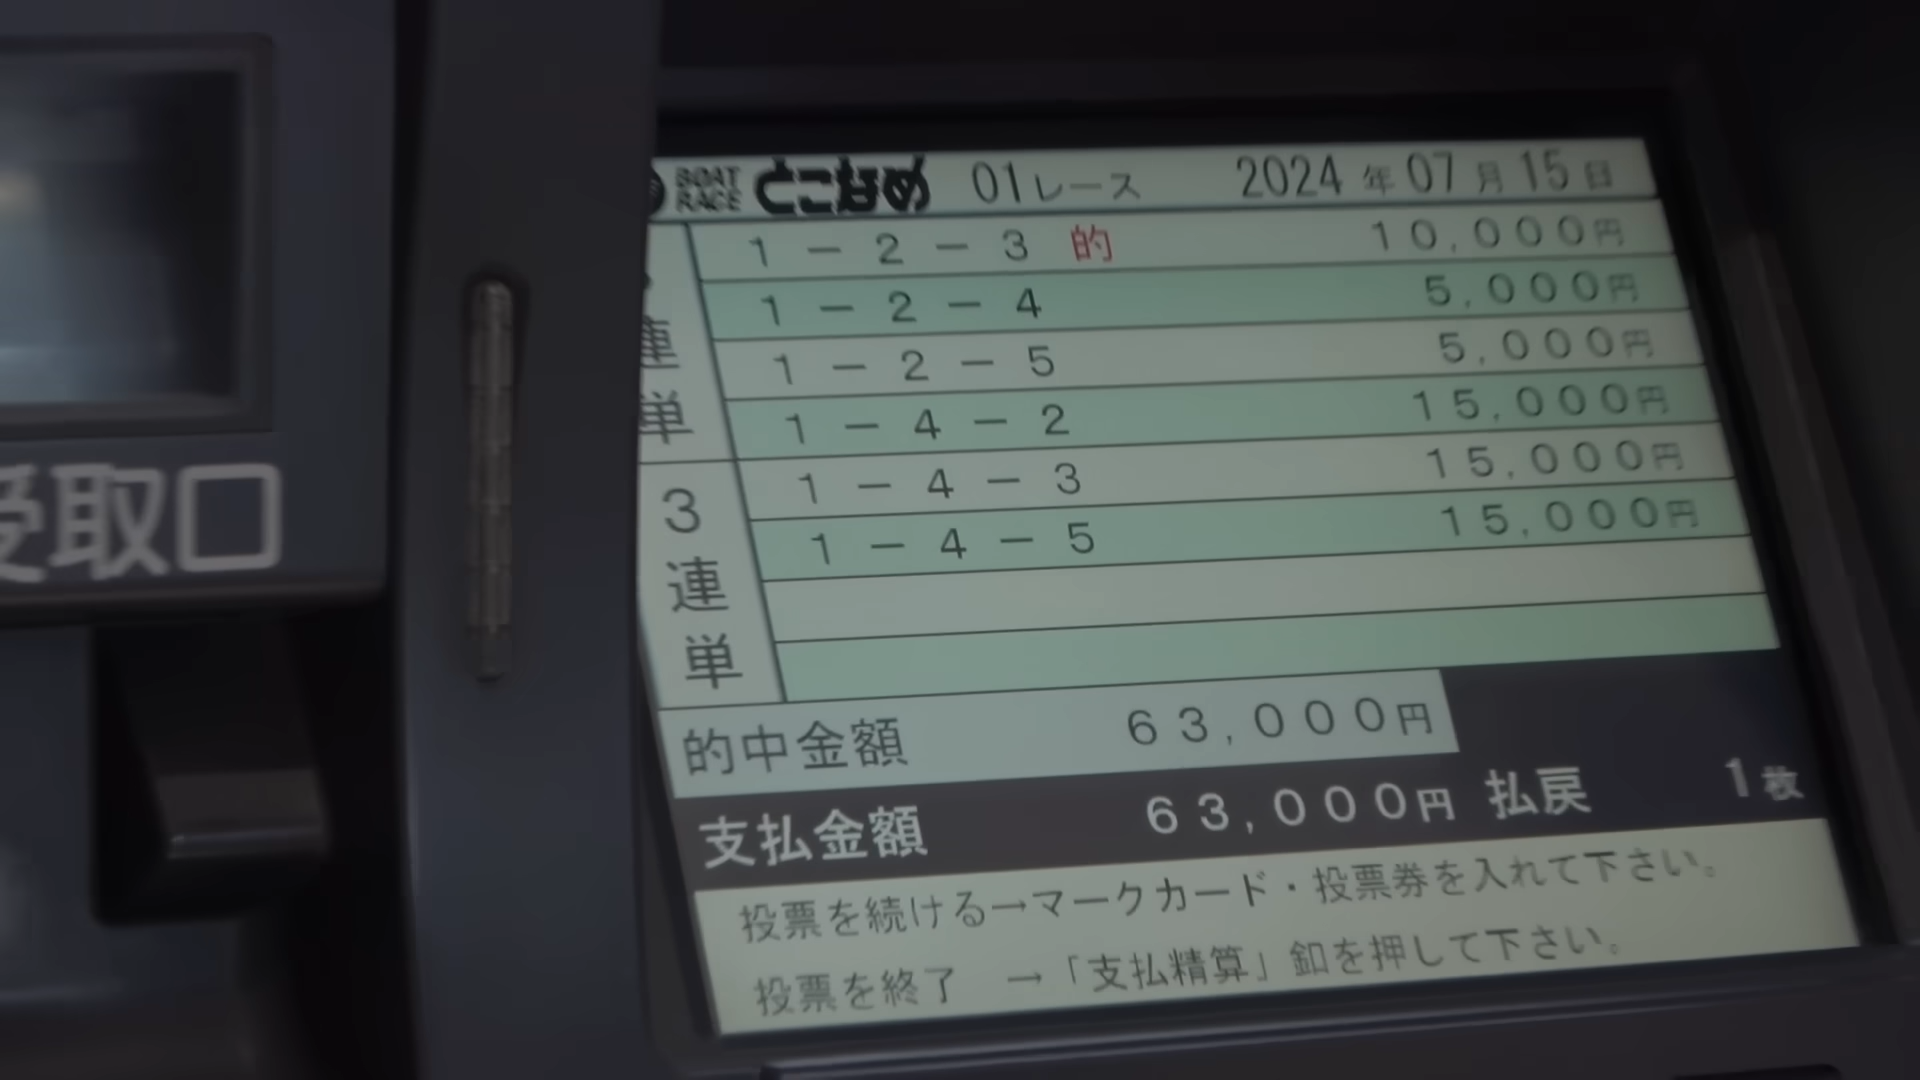 BOAT RACE とこなめ 01レース 2024年07月15日
連単
1-2-3 的 10,000円
1-2-4 5,000円
1-2-5 5,000円
1-4-2 15,000円
3連単
1-4-3 15,000円
1-4-5 15,000円
的中金額 63,000円
支払金額 63,000円 払戻 1枚
投票を続ける→マークカード・投票券を入れて下さい。
投票を終了 →「支払精算」釦を押して下さい。
受取口